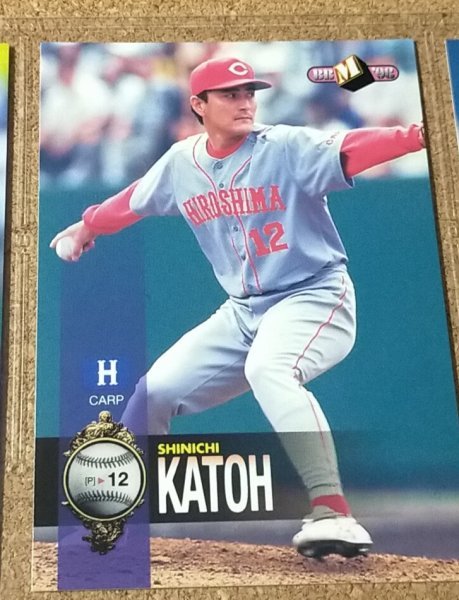 C
BBM'98
HIROSHIMA
12
H
CARP
[P] ▶ 12
SHINICHI
KATOH